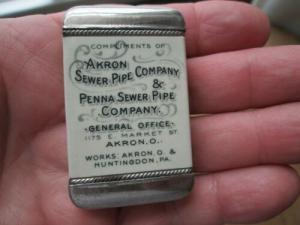 COMPLIMENTS OF
AKRON
SEWER PIPE COMPANY
&
PENNA SEWER PIPE
COMPANY.
-GENERAL OFFICE-
1175 E. MARKET ST.
AKRON, O..
WORKS: AKRON, O. &
HUNTINGDON, PA.